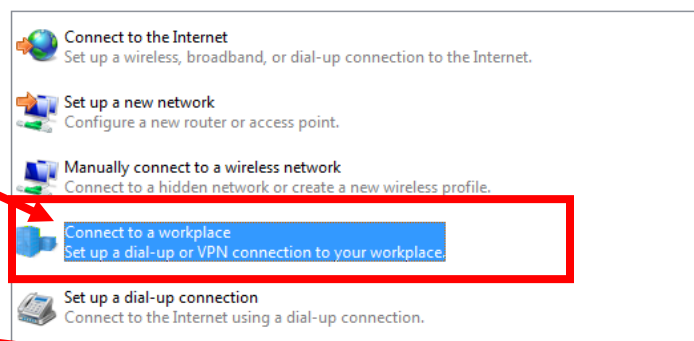 Connect to the Internet
Set up a wireless, broadband, or dial-up connection to the Internet.
Set up a new network
Configure a new router or access point.
Manually connect to a wireless network
Connect to a hidden network or create a new wireless profile.
Connect to a workplace
Set up a dial-up or VPN connection to your workplace.
Set up a dial-up connection
Connect to the Internet using a dial-up connection.